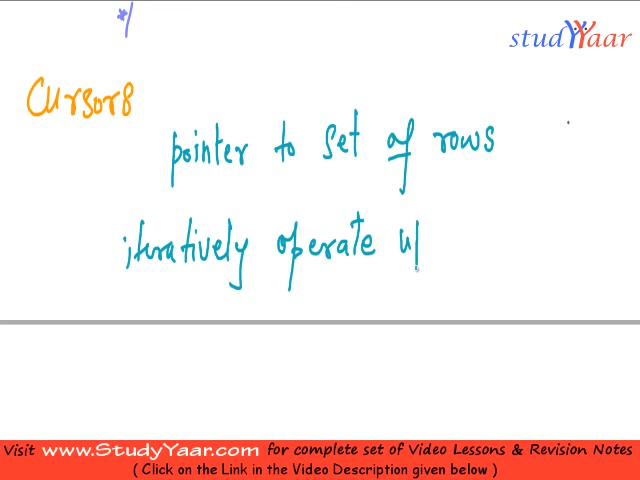 */
studYYaar
Cursors
pointer to set of rows
iteratively operate u
Visit www.StudyYaar.com for complete set of Video Lessons & Revision Notes
( Click on the Link in the Video Description given below )